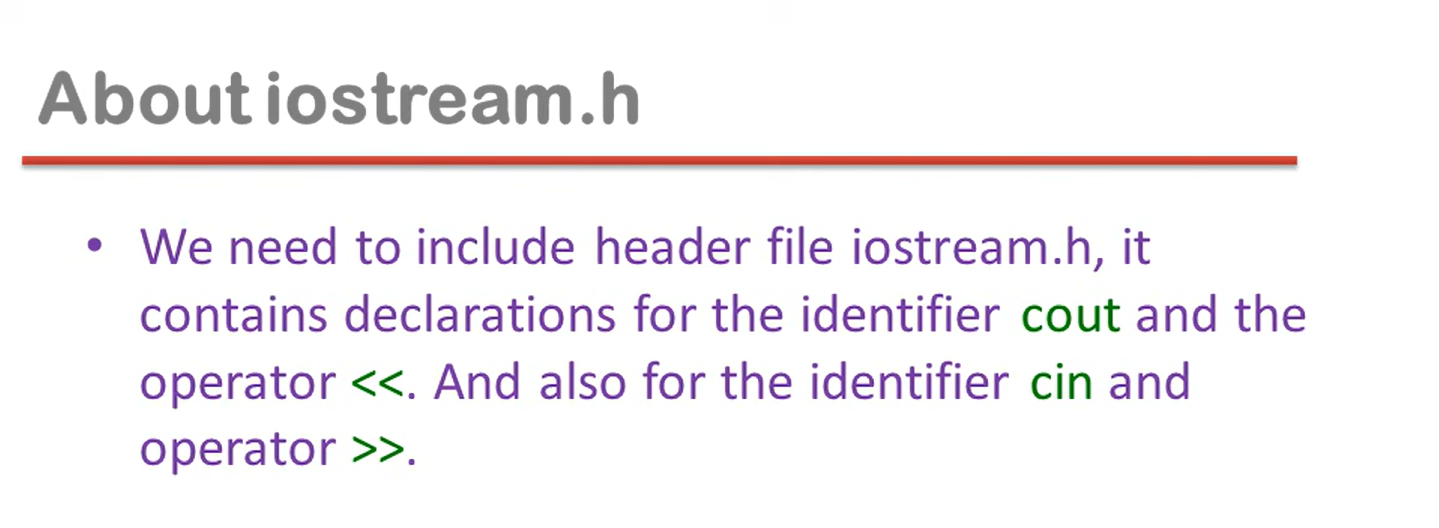 About iostream.h
• We need to include header file iostream.h, it
contains declarations for the identifier cout and the
operator <<. And also for the identifier cin and
operator >>.